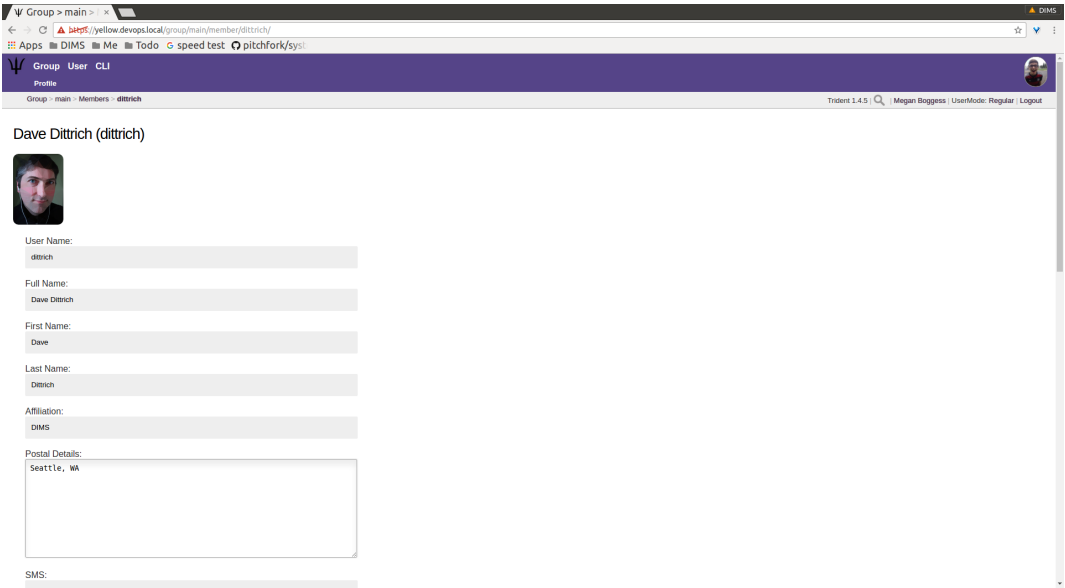 Ψ Group > main >
DIMS
https://yellow.devops.local/group/main/member/dittrich/
Apps DIMS Me Todo speed test pitchfork/syst
Group User CLI
Profile
Group > main > Members > dittrich
Trident 1.4.5 | | Megan Boggess | UserMode: Regular | Logout
Dave Dittrich (dittrich)
User Name:
dittrich
Full Name:
Dave Dittrich
First Name:
Dave
Last Name:
Dittrich
Affiliation:
DIMS
Postal Details:
Seattle, WA
SMS: